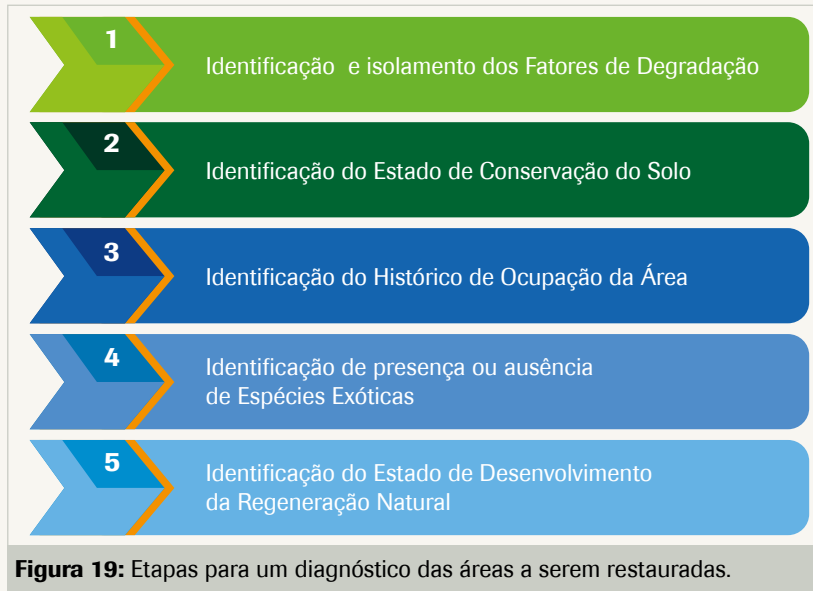 1
Identificação e isolamento dos Fatores de Degradação
2
Identificação do Estado de Conservação do Solo
3
Identificação do Histórico de Ocupação da Área
4
Identificação de presença ou ausência
de Espécies Exóticas
5
Identificação do Estado de Desenvolvimento
da Regeneração Natural
Figura 19: Etapas para um diagnóstico das áreas a serem restauradas.